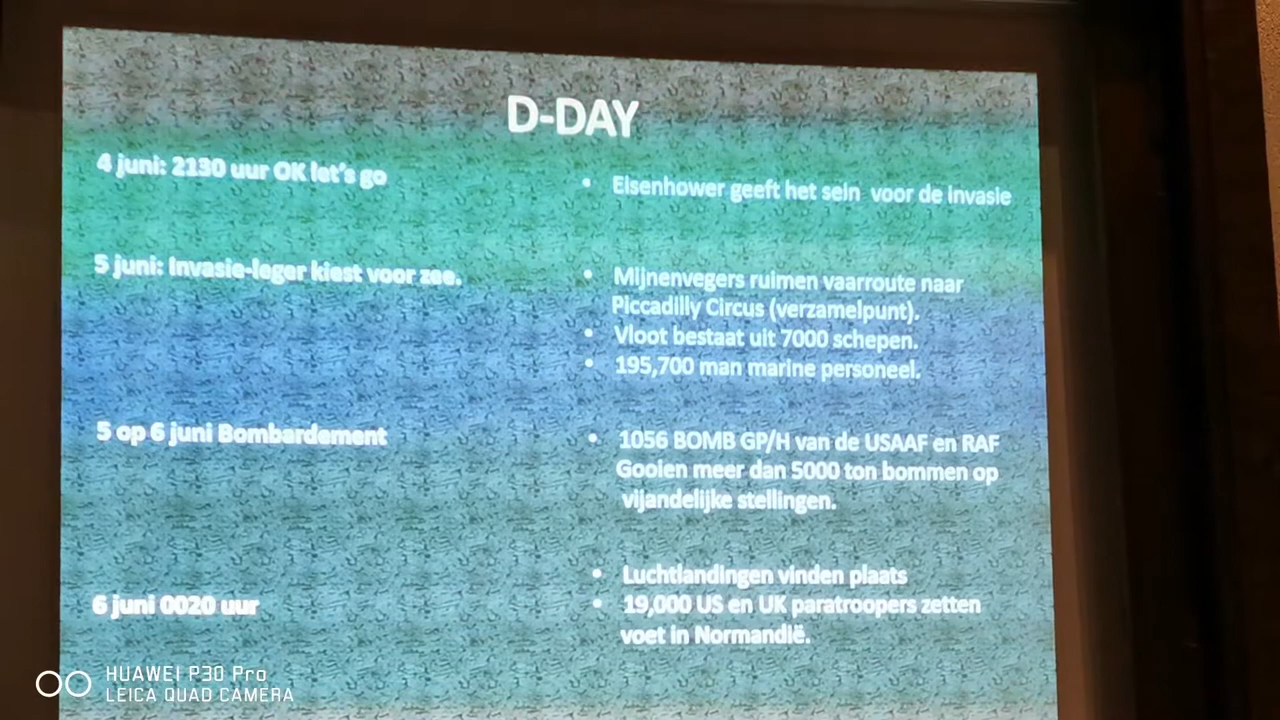 D-DAY
4 juni: 2130 uur OK let's go
• Eisenhower geeft het sein voor de invasie
5 juni: Invasie-leger kiest voor zee.
• Mijnenvegers ruimen vaarroute naar
Piccadilly Circus (verzamelpunt).
• Vloot bestaat uit 7000 schepen.
• 195,700 man marine personeel.
5 op 6 juni Bombardement
• 1056 BOMB GP/H van de USAAF en RAF
Gooien meer dan 5000 ton bommen op
vijandelijke stellingen.
6 juni 0020 uur
• Luchtlandingen vinden plaats
• 19,000 US en UK paratroopers zetten
voet in Normandië.
HUAWEI P30 Pro
LEICA QUAD CAMERA